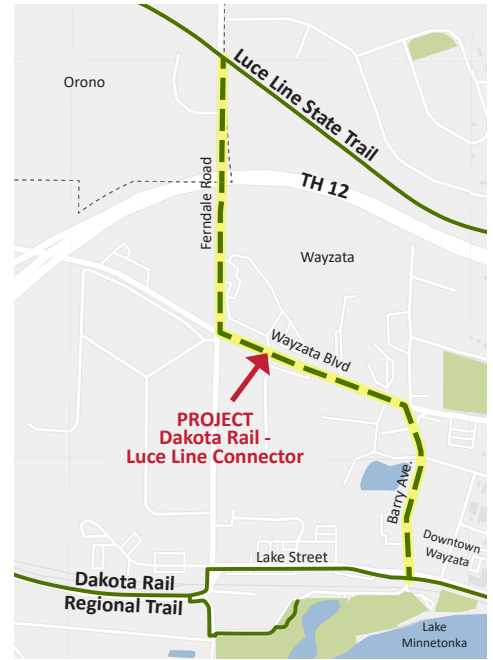 Orono
Luce Line State Trail
TH 12
Ferndale Road
Wayzata
Wayzata Blvd
PROJECT
Dakota Rail -
Luce Line Connector
Barry Ave.
Downtown
Wayzata
Lake Street
Dakota Rail
Regional Trail
Lake
Minnetonka